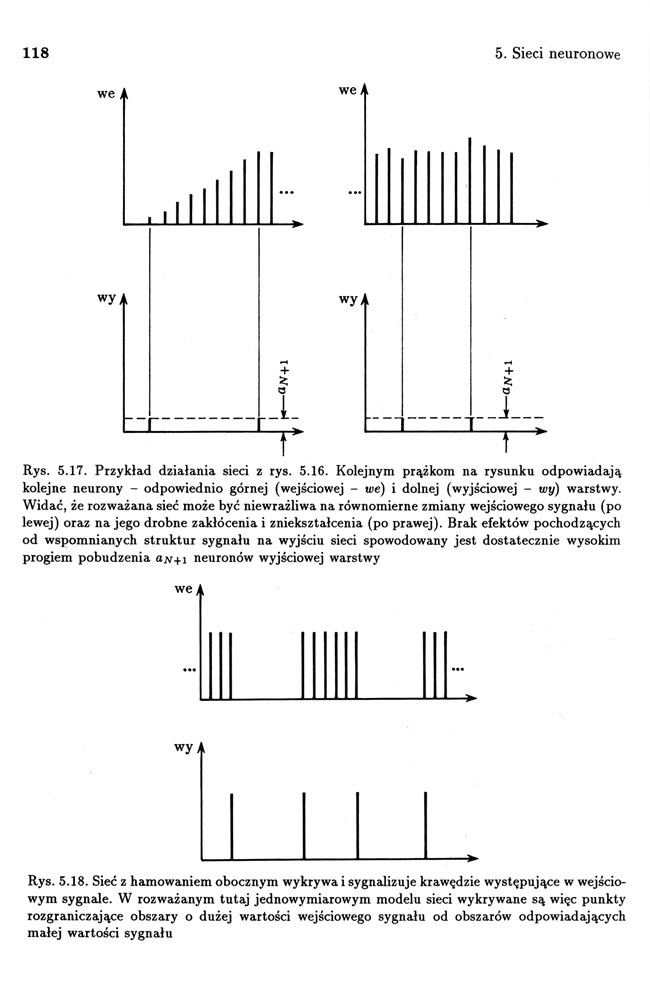 118
5. Sieci neuronowe
we
we
...
...
wy
wy
a_{N+1}
a_{N+1}
Rys. 5.17. Przykład działania sieci z rys. 5.16. Kolejnym prążkom na rysunku odpowiadają
kolejne neurony – odpowiednio górnej (wejściowej – we) i dolnej (wyjściowej – wy) warstwy.
Widać, że rozważana sieć może być niewrażliwa na równomierne zmiany wejściowego sygnału (po
lewej) oraz na jego drobne zakłócenia i zniekształcenia (po prawej). Brak efektów pochodzących
od wspomnianych struktur sygnału na wyjściu sieci spowodowany jest dostatecznie wysokim
progiem pobudzenia a_{N+1} neuronów wyjściowej warstwy
we
...
...
wy
Rys. 5.18. Sieć z hamowaniem obocznym wykrywa i sygnalizuje krawędzie występujące w wejścio-
wym sygnale. W rozważanym tutaj jednowymiarowym modelu sieci wykrywane są więc punkty
rozgraniczające obszary o dużej wartości wejściowego sygnału od obszarów odpowiadających
małej wartości sygnału